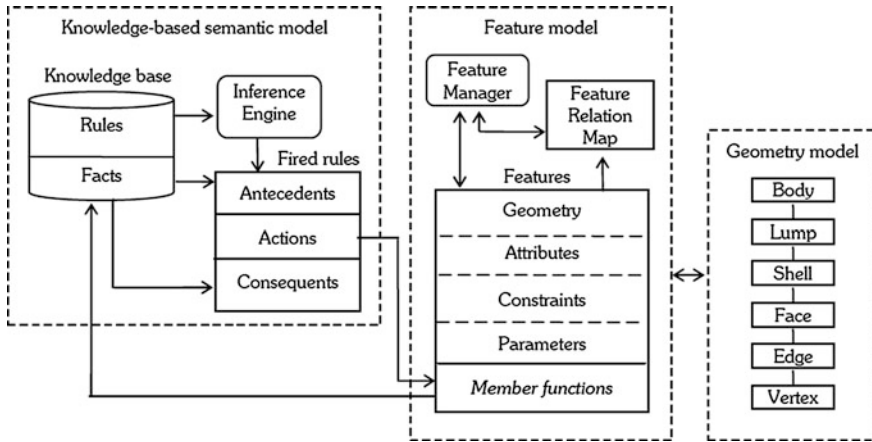 Knowledge-based semantic model
Knowledge base
Rules
Facts
Inference
Engine
Fired rules
Antecedents
Actions
Consequents
Feature model
Feature
Manager
Feature
Relation
Map
Features
Geometry
Attributes
Constraints
Parameters
Member functions
Geometry model
Body
Lump
Shell
Face
Edge
Vertex